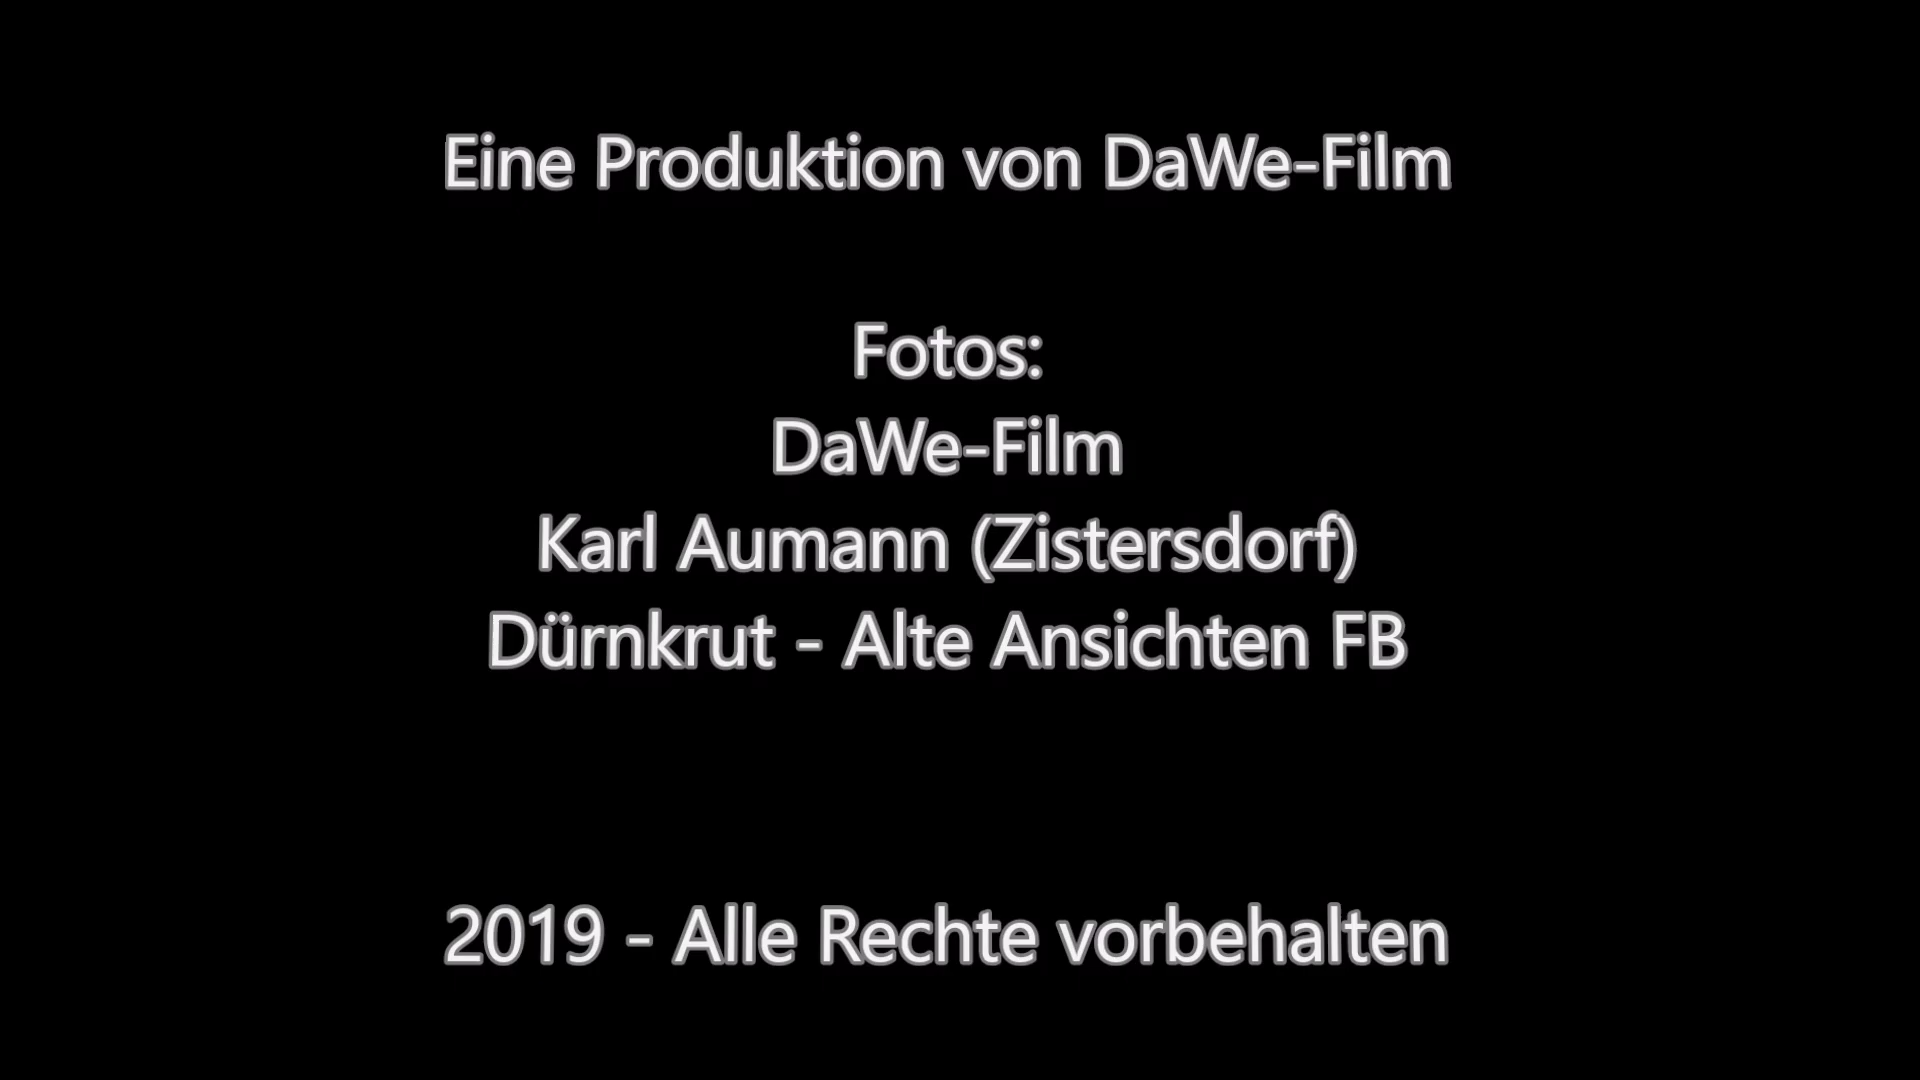 Eine Produktion von DaWe-Film
Fotos:
DaWe-Film
Karl Aumann (Zistersdorf)
Dürnkrut - Alte Ansichten FB
2019 - Alle Rechte vorbehalten